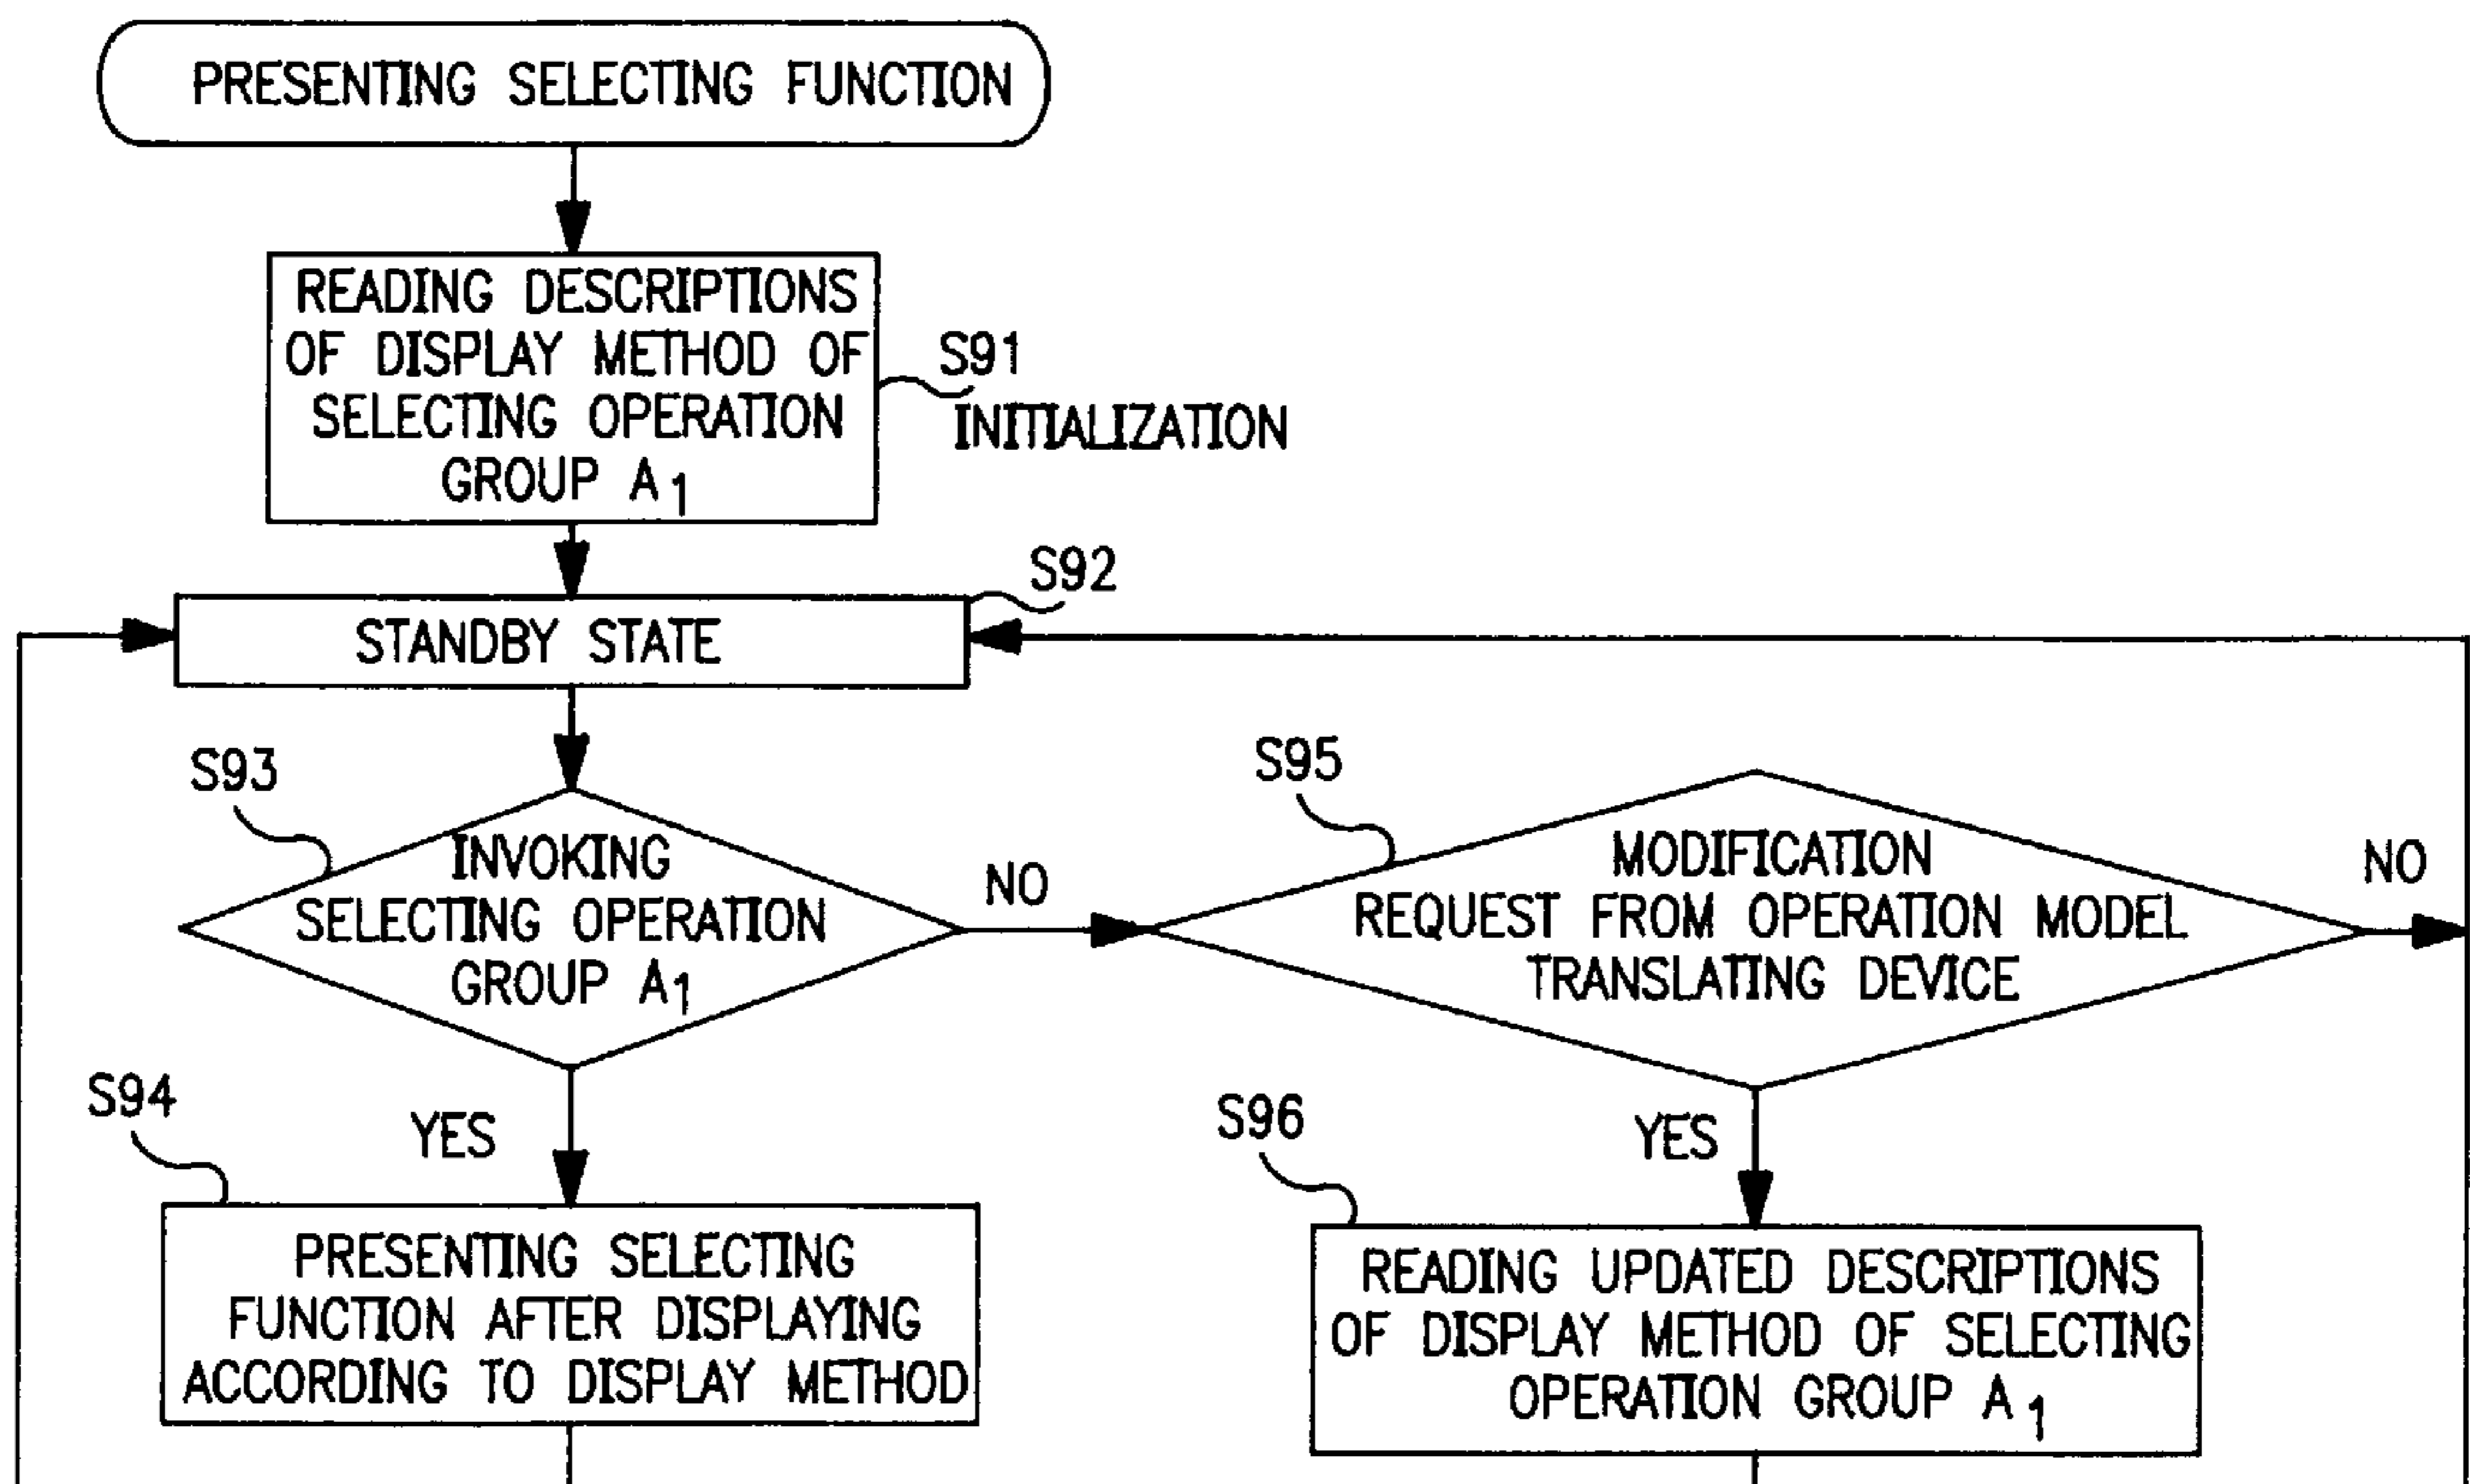 PRESENTING SELECTING FUNCTION
READING DESCRIPTIONS
OF DISPLAY METHOD OF
SELECTING OPERATION
GROUP A1
S91
INITIALIZATION
S92
STANDBY STATE
S93
INVOKING
SELECTING OPERATION
GROUP A1
NO
S95
MODIFICATION
REQUEST FROM OPERATION MODEL
TRANSLATING DEVICE
NO
S94
YES
PRESENTING SELECTING
FUNCTION AFTER DISPLAYING
ACCORDING TO DISPLAY METHOD
S96
YES
READING UPDATED DESCRIPTIONS
OF DISPLAY METHOD OF SELECTING
OPERATION GROUP A1